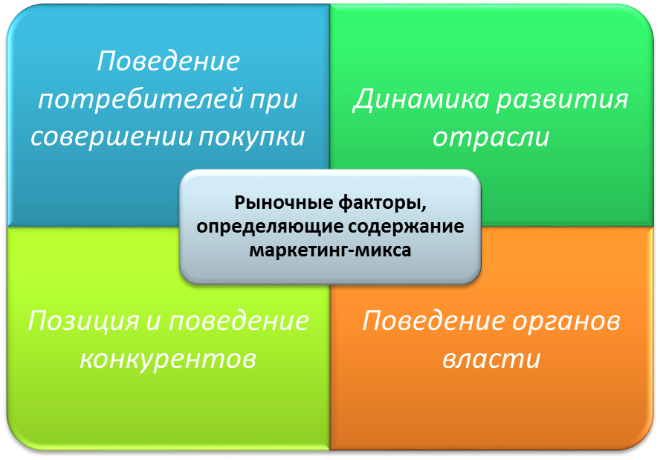 Поведение
потребителей при
совершении покупки
Динамика развития
отрасли
Рыночные факторы,
определяющие содержание
маркетинг-микса
Позиция и поведение
конкурентов
Поведение органов
власти